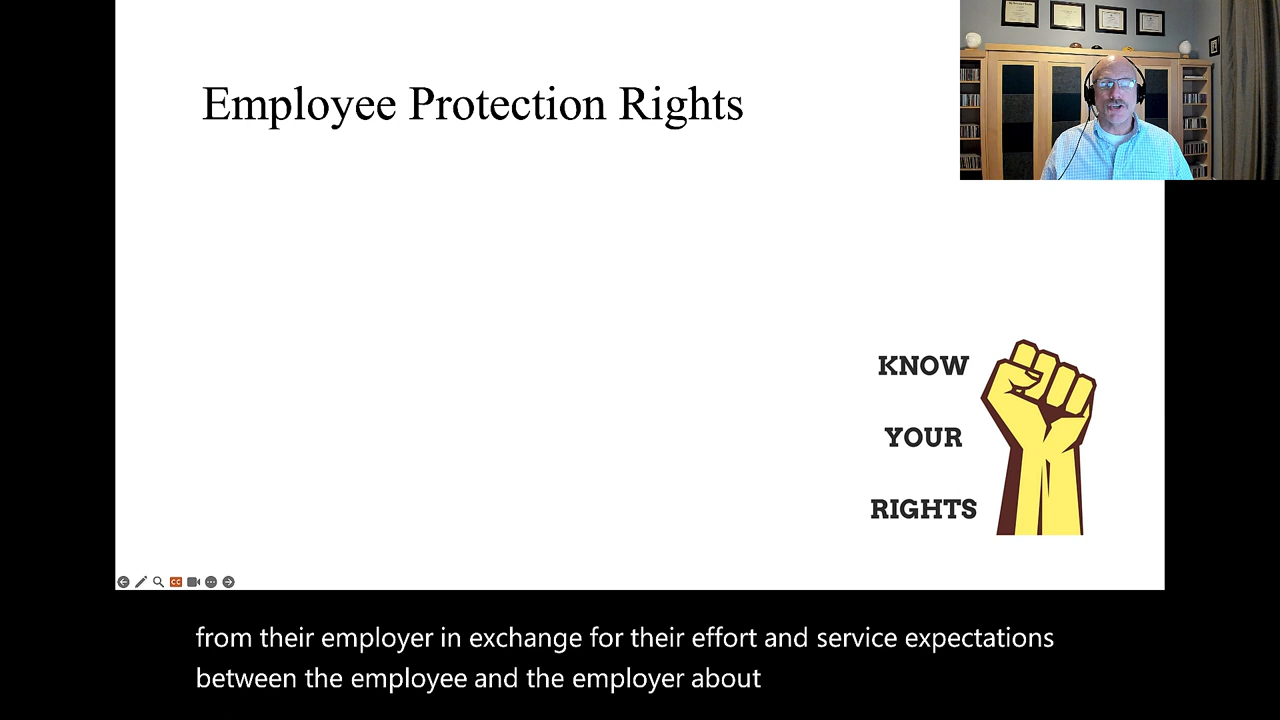 Employee Protection Rights
KNOW
YOUR
RIGHTS
CC
from their employer in exchange for their effort and service expectations
between the employee and the employer about